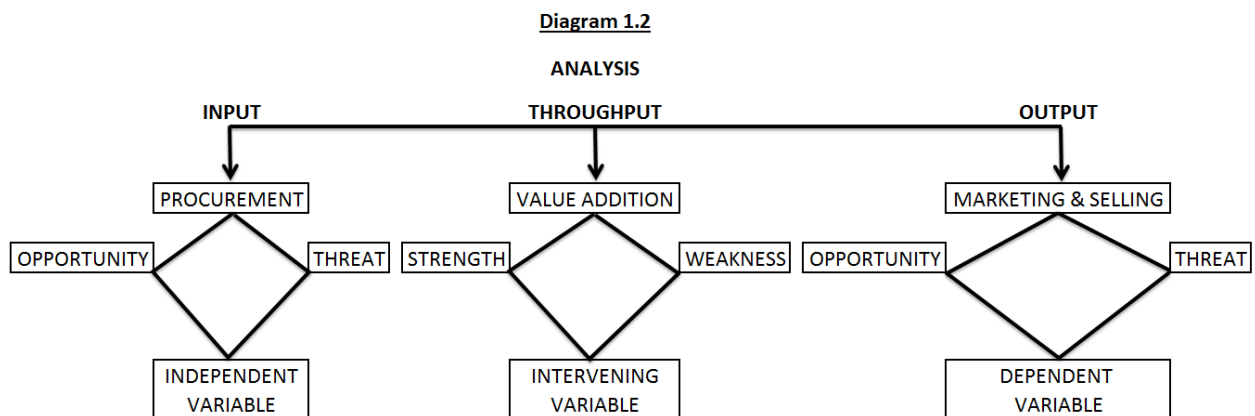 Diagram 1.2
ANALYSIS
INPUT THROUGHPUT OUTPUT
PROCUREMENT VALUE ADDITION MARKETING & SELLING
OPPORTUNITY THREAT STRENGTH WEAKNESS OPPORTUNITY THREAT
INDEPENDENT INTERVENING DEPENDENT
VARIABLE VARIABLE VARIABLE